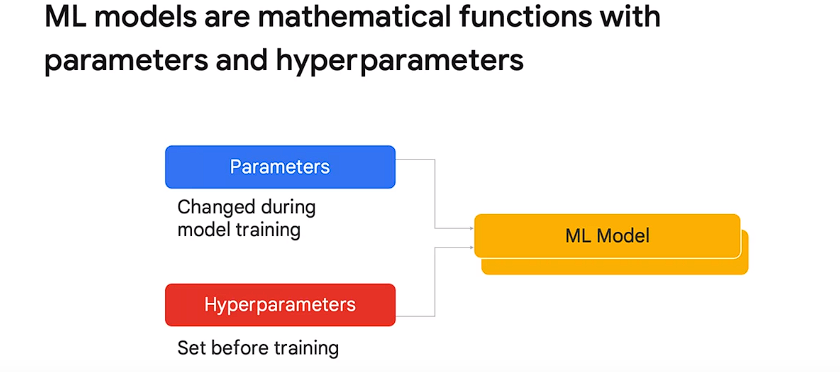 ML models are mathematical functions with
parameters and hyperparameters
Parameters
Changed during
model training
ML Model
Hyperparameters
Set before training